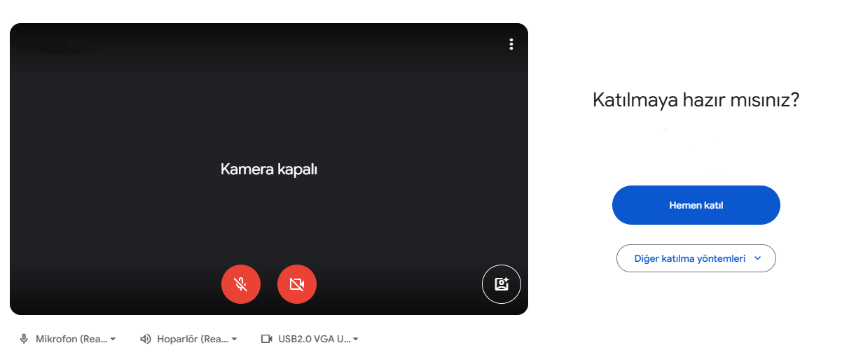 Kamera kapalı
Katılmaya hazır mısınız?
Hemen katıl
Diğer katılma yöntemleri
Mikrofon (Rea...
Hoparlör (Rea...
USB2.0 VGA U...